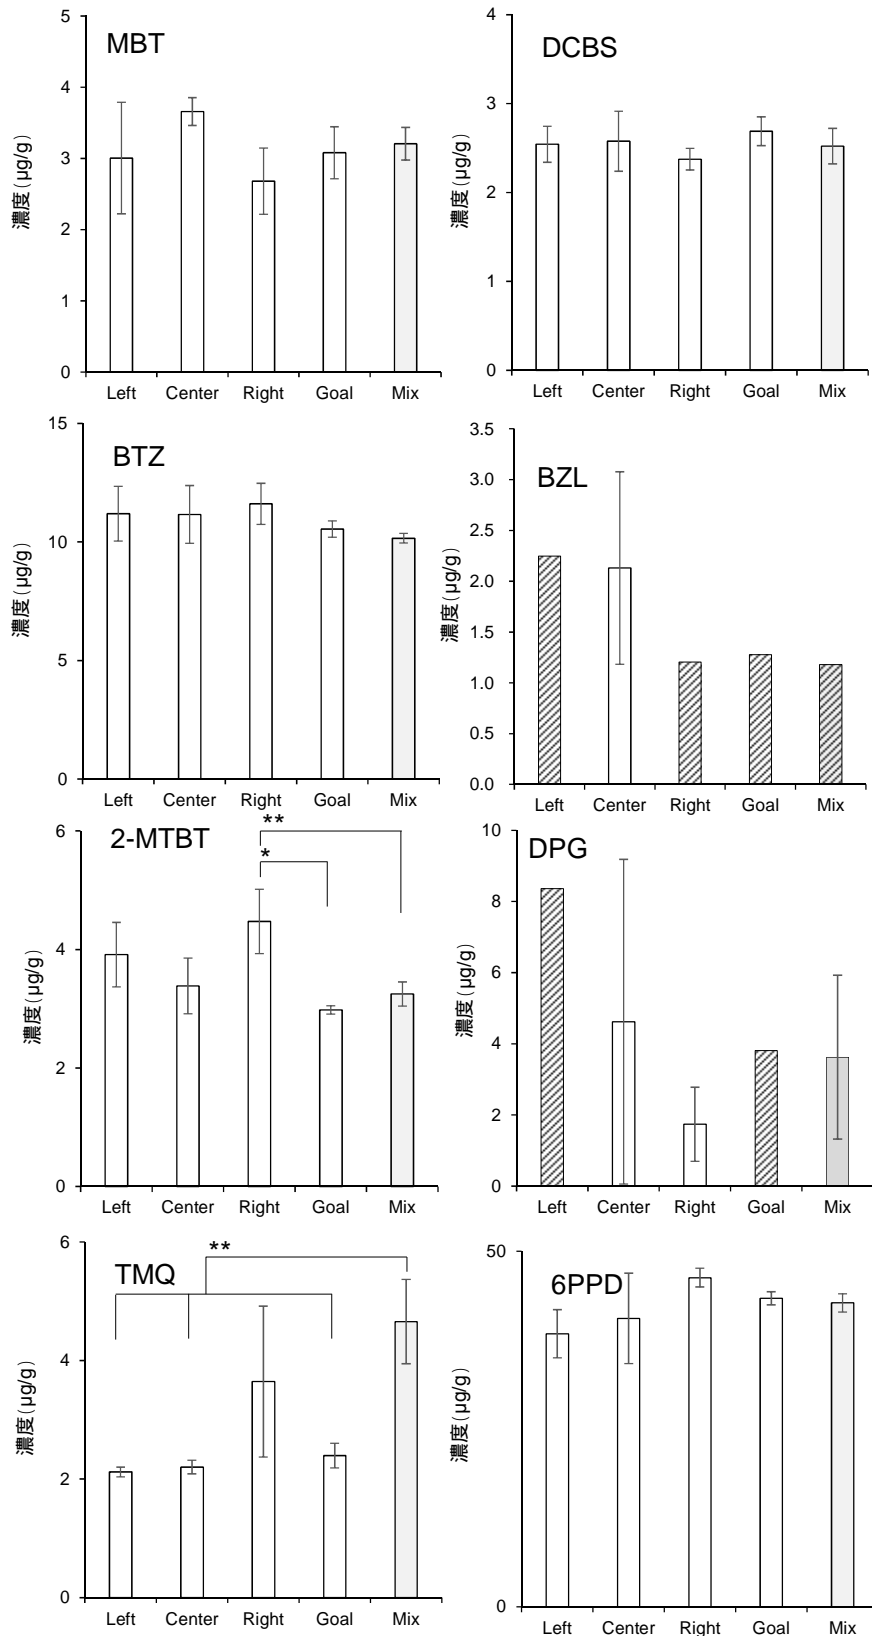 MBT
濃度(µg/g)
5
4
3
2
1
0
Left Center Right Goal Mix
DCBS
濃度(µg/g)
4
3
2
1
0
Left Center Right Goal Mix
BTZ
濃度(µg/g)
15
10
5
0
Left Center Right Goal Mix
BZL
濃度(µg/g)
3.5
3.0
2.5
2.0
1.5
1.0
0.5
0.0
Left Center Right Goal Mix
2-MTBT
**
*
濃度(µg/g)
6
4
2
0
Left Center Right Goal Mix
DPG
濃度(µg/g)
10
8
6
4
2
0
Left Center Right Goal Mix
TMQ
**
濃度(µg/g)
6
4
2
0
Left Center Right Goal Mix
6PPD
濃度(µg/g)
50
0
Left Center Right Goal Mix